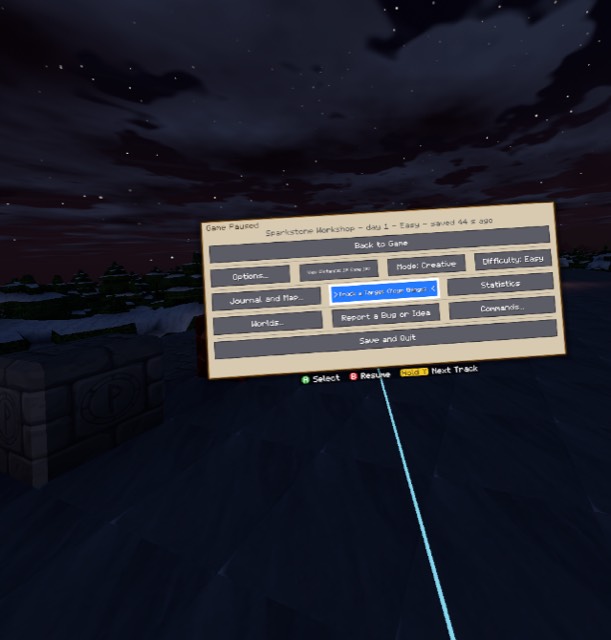 Game Paused
Sparkstone Workshop - day 1 - Easy - saved 44 s ago
Back to Game
Options...
Mode: Creative
Difficulty: Easy
Journal and Map...
Statistics
Worlds...
Report a Bug or Idea
Commands...
Save and Quit
A Select
B Resume
Hold Y Next Track